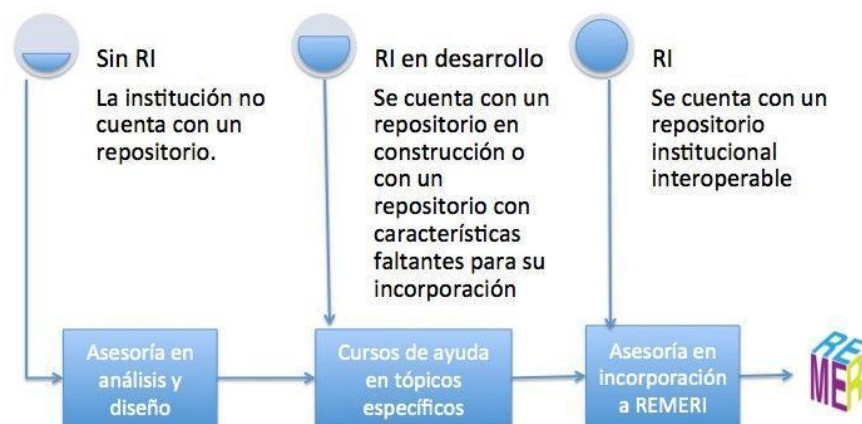 Sin RI
La institución no
cuenta con un
repositorio.
RI en desarrollo
Se cuenta con un
repositorio en
construcción o
con un
repositorio con
características
faltantes para su
incorporación
RI
Se cuenta con un
repositorio
institucional
interoperable
Asesoría en
análisis y
diseño
Cursos de ayuda
en tópicos
específicos
Asesoría en
incorporación
a REMERI
RE
MER